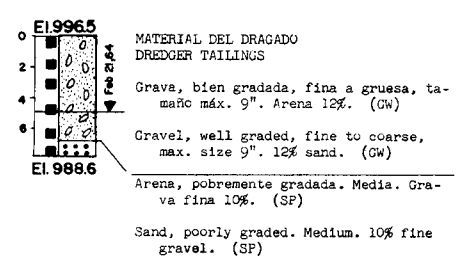 El.996.5
0
2
4
6
Feb 21,64
El. 988.6
MATERIAL DEL DRAGADO
DREDGER TAILINGS
Grava, bien gradada, fina a gruesa, ta-
maño máx. 9". Arena 12%. (GW)
Gravel, well graded, fine to coarse,
max. size 9". 12% sand. (GW)
Arena, pobremente gradada. Media. Gra-
va fina 10%. (SP)
Sand, poorly graded. Medium. 10% fine
gravel. (SP)